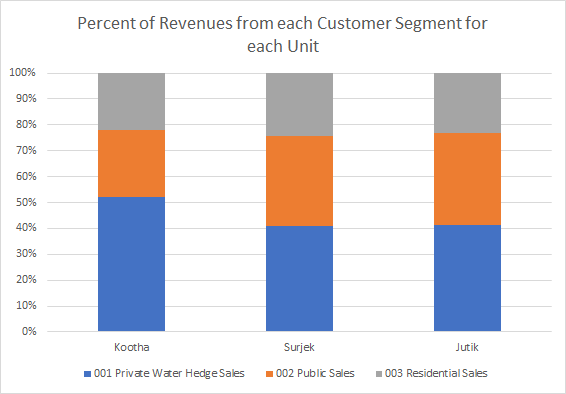 Percent of Revenues from each Customer Segment for
each Unit
100%
90%
80%
70%
60%
50%
40%
30%
20%
10%
0%
Kootha Surjek Jutik
001 Private Water Hedge Sales 002 Public Sales 003 Residential Sales